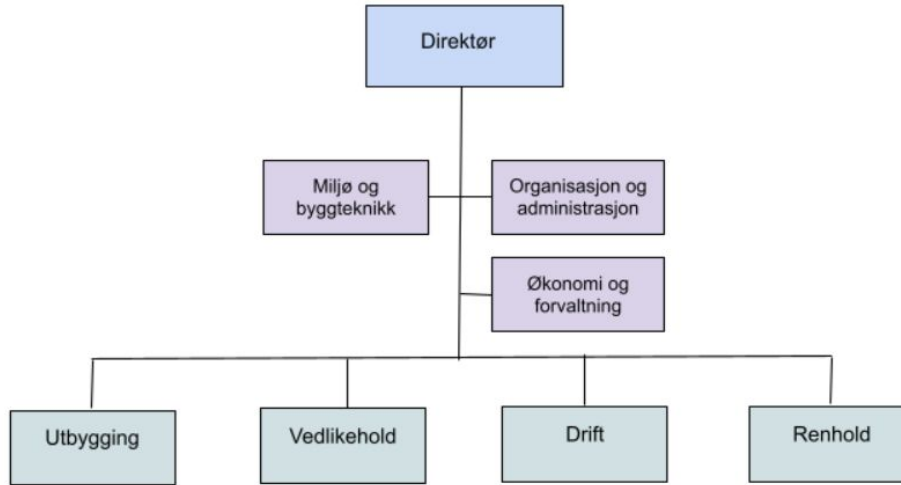 Direktør
Miljø og
byggteknikk
Organisasjon og
administrasjon
Økonomi og
forvaltning
Utbygging
Vedlikehold
Drift
Renhold